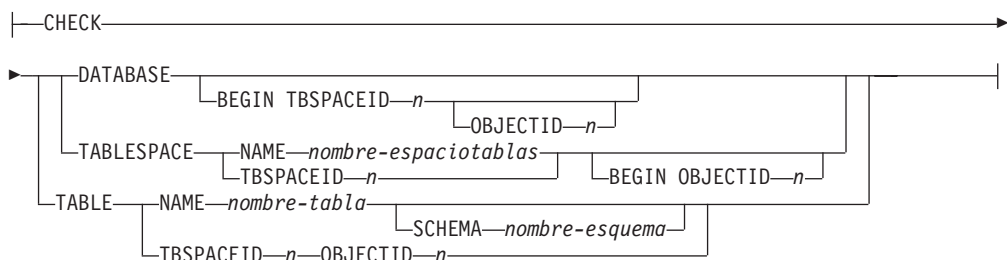 CHECK
DATABASE
BEGIN TBSPACEID n
OBJECTID n
TABLESPACE NAME nombre-espaciotablas
TBSPACEID n BEGIN OBJECTID n
TABLE NAME nombre-tabla
SCHEMA nombre-esquema
TBSPACEID n OBJECTID n